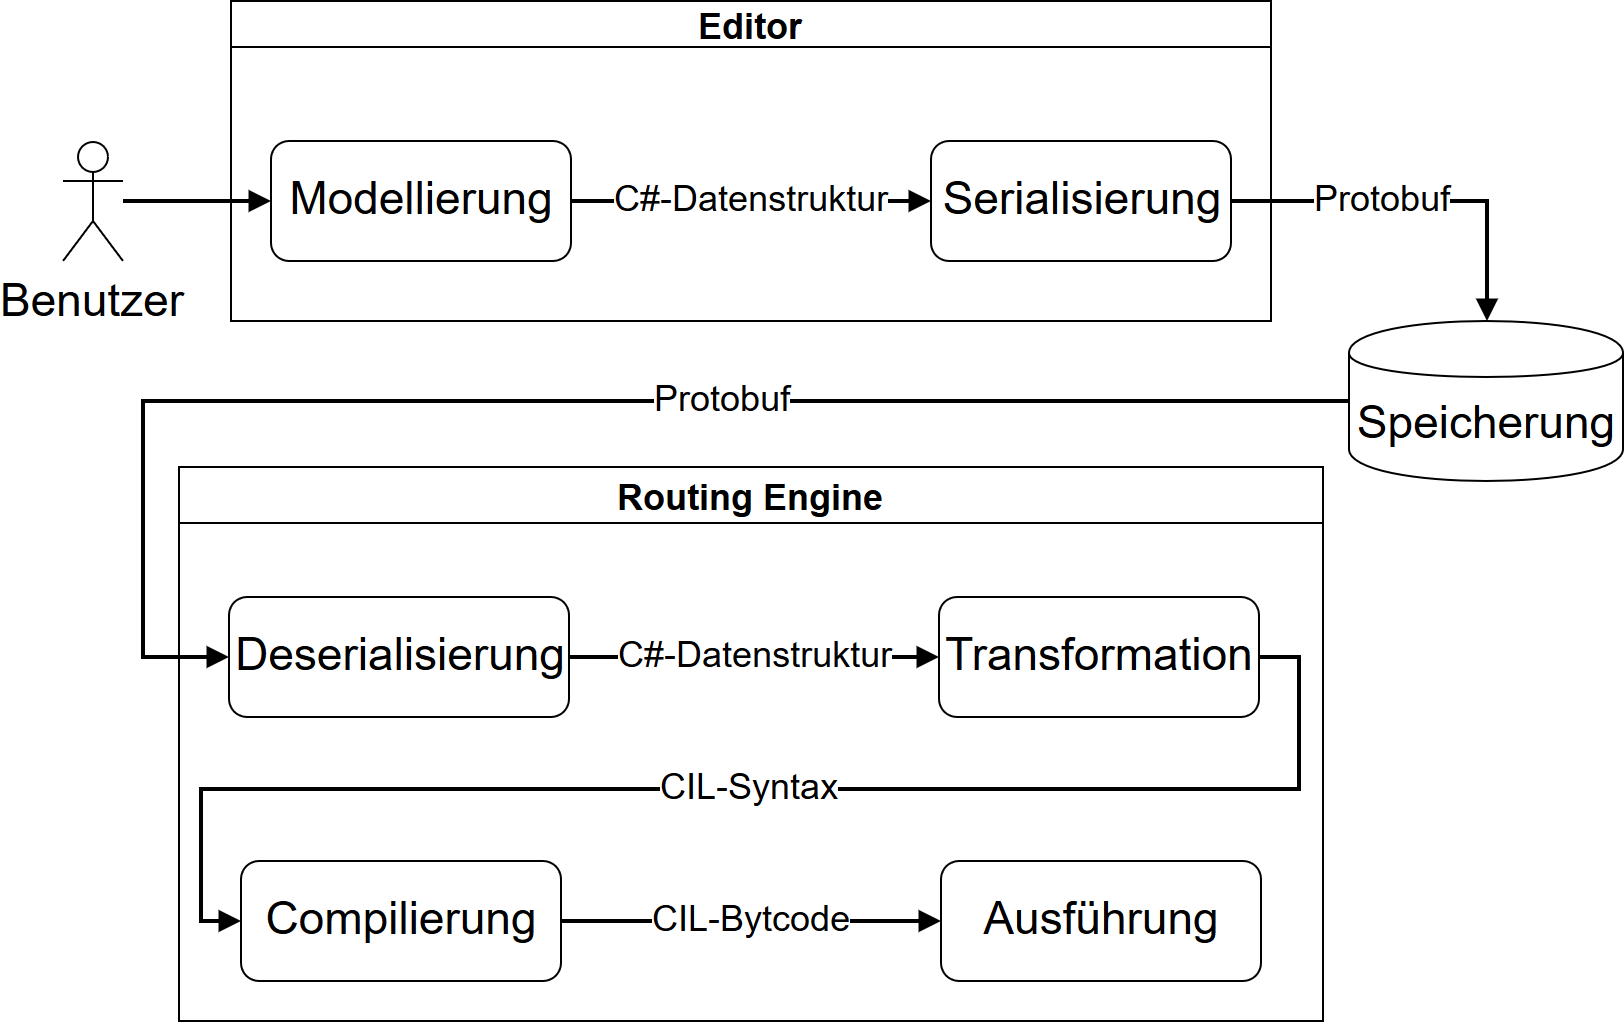 Editor
Benutzer
Modellierung
C#-Datenstruktur
Serialisierung
Protobuf
Speicherung
Protobuf
Routing Engine
Deserialisierung
C#-Datenstruktur
Transformation
CIL-Syntax
Compilierung
CIL-Bytcode
Ausführung